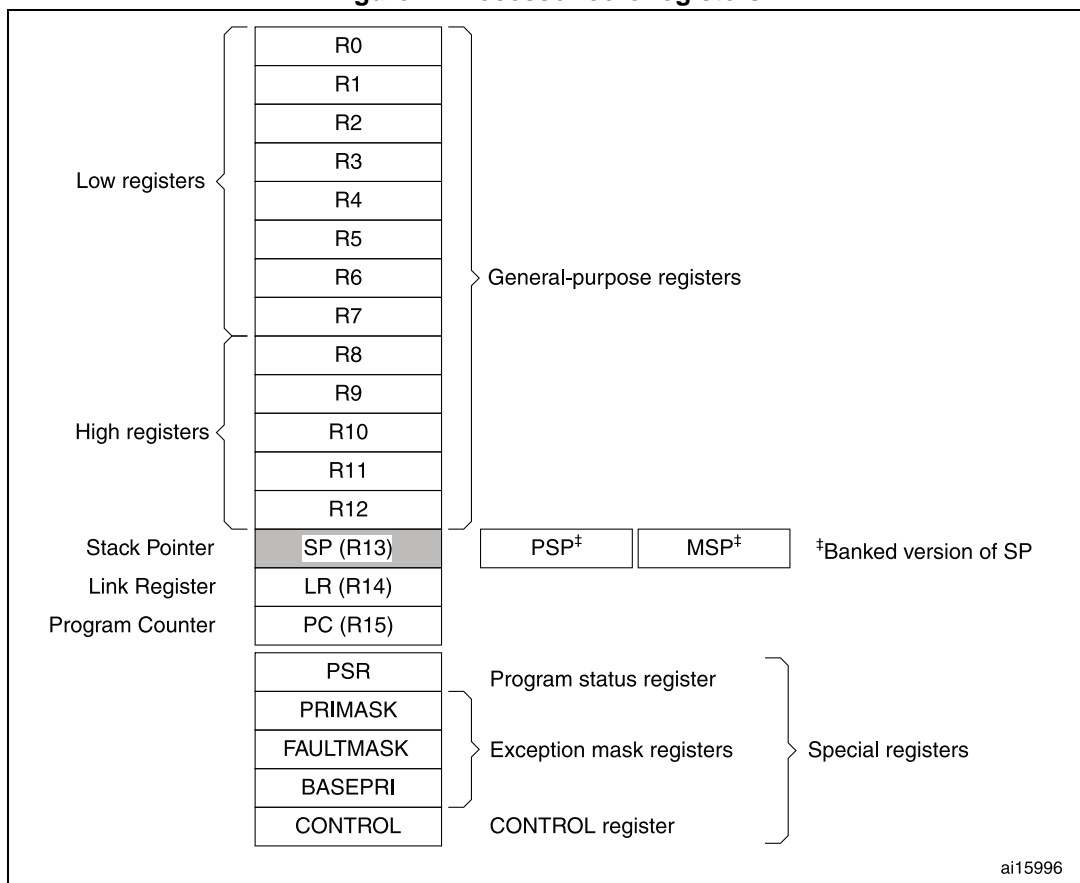 R0
R1
R2
R3
Low registers
R4
R5
R6
General-purpose registers
R7
R8
R9
High registers
R10
R11
R12
Stack Pointer SP (R13) PSP‡ MSP‡ ‡Banked version of SP
Link Register LR (R14)
Program Counter PC (R15)
PSR Program status register
PRIMASK
FAULTMASK Exception mask registers Special registers
BASEPRI
CONTROL CONTROL register
ai15996